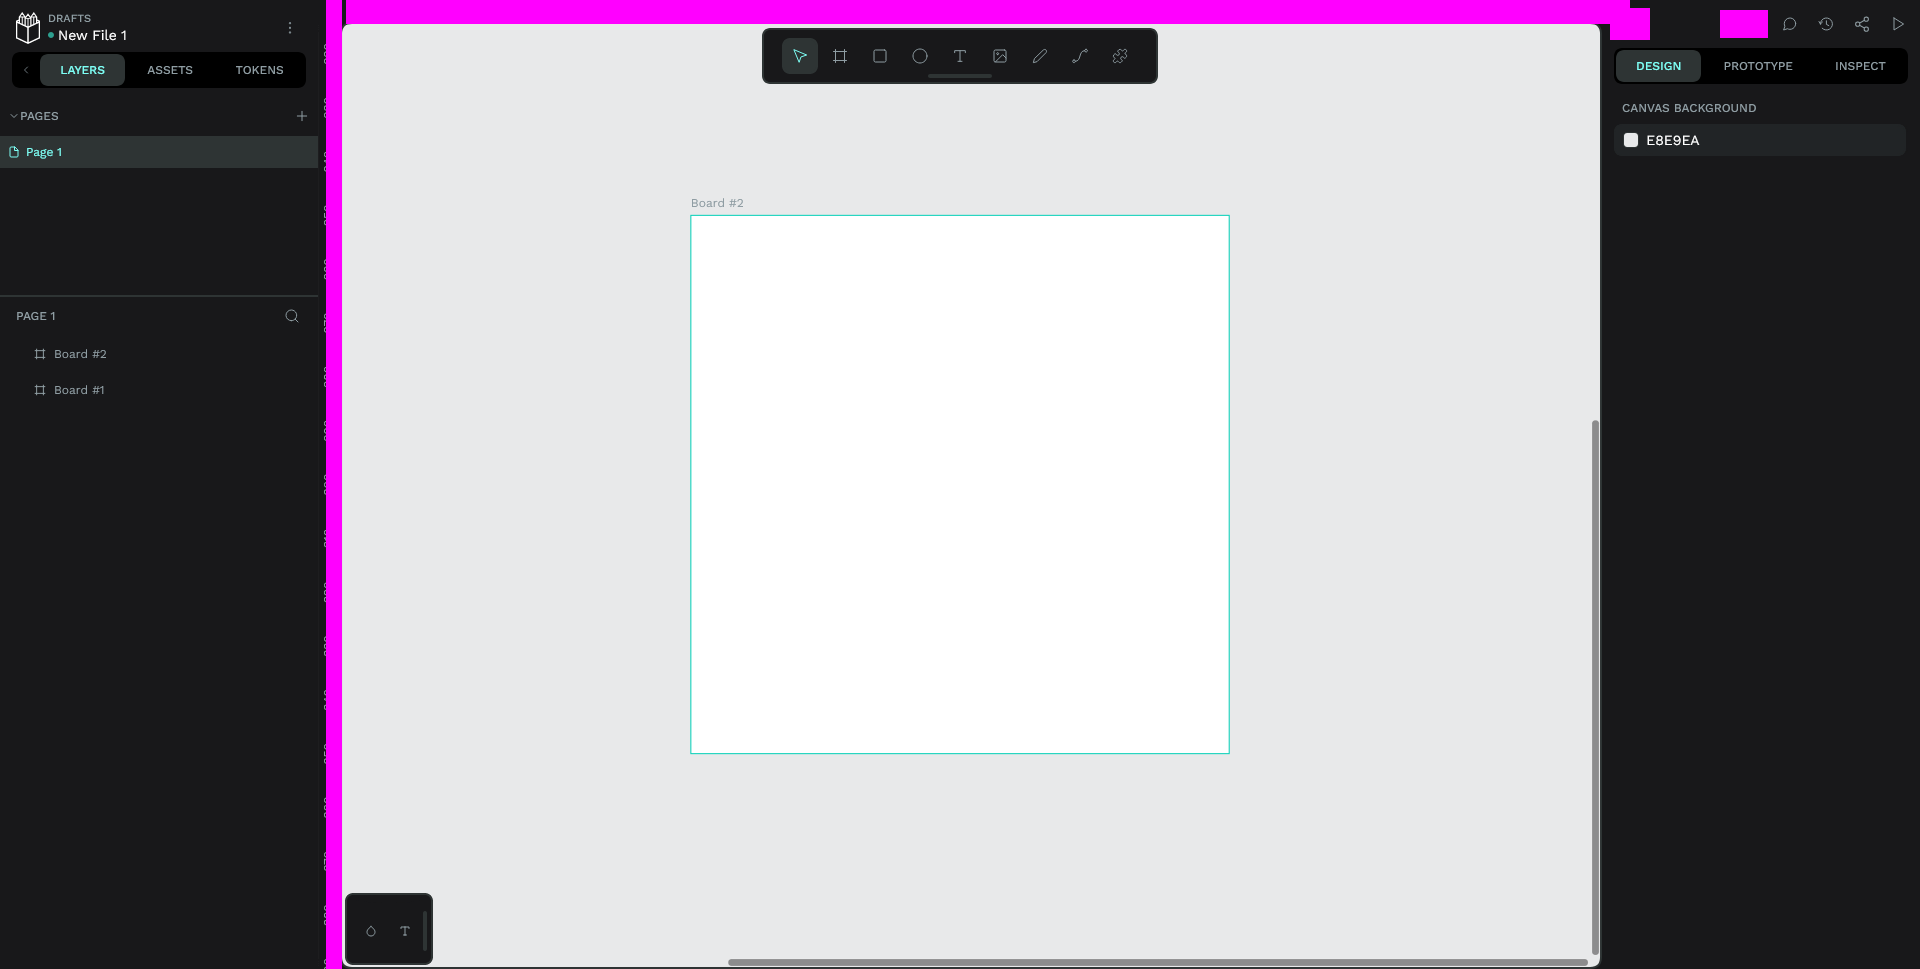 DRAFTS
New File 1
LAYERS
ASSETS
TOKENS
PAGES
Page 1
PAGE 1
Board #2
Board #1
Board #2
DESIGN
PROTOTYPE
INSPECT
CANVAS BACKGROUND
E8E9EA